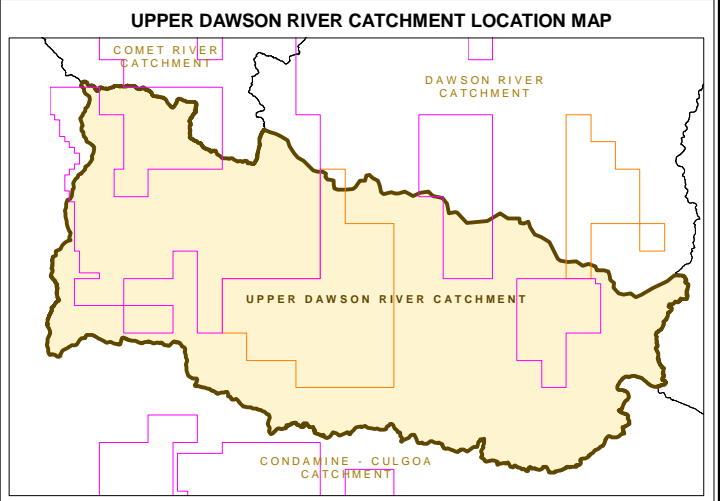 UPPER DAWSON RIVER CATCHMENT LOCATION MAP
COMET RIVER
CATCHMENT
DAWSON RIVER
CATCHMENT
UPPER DAWSON RIVER CATCHMENT
CONDAMINE - CULGOA
CATCHMENT